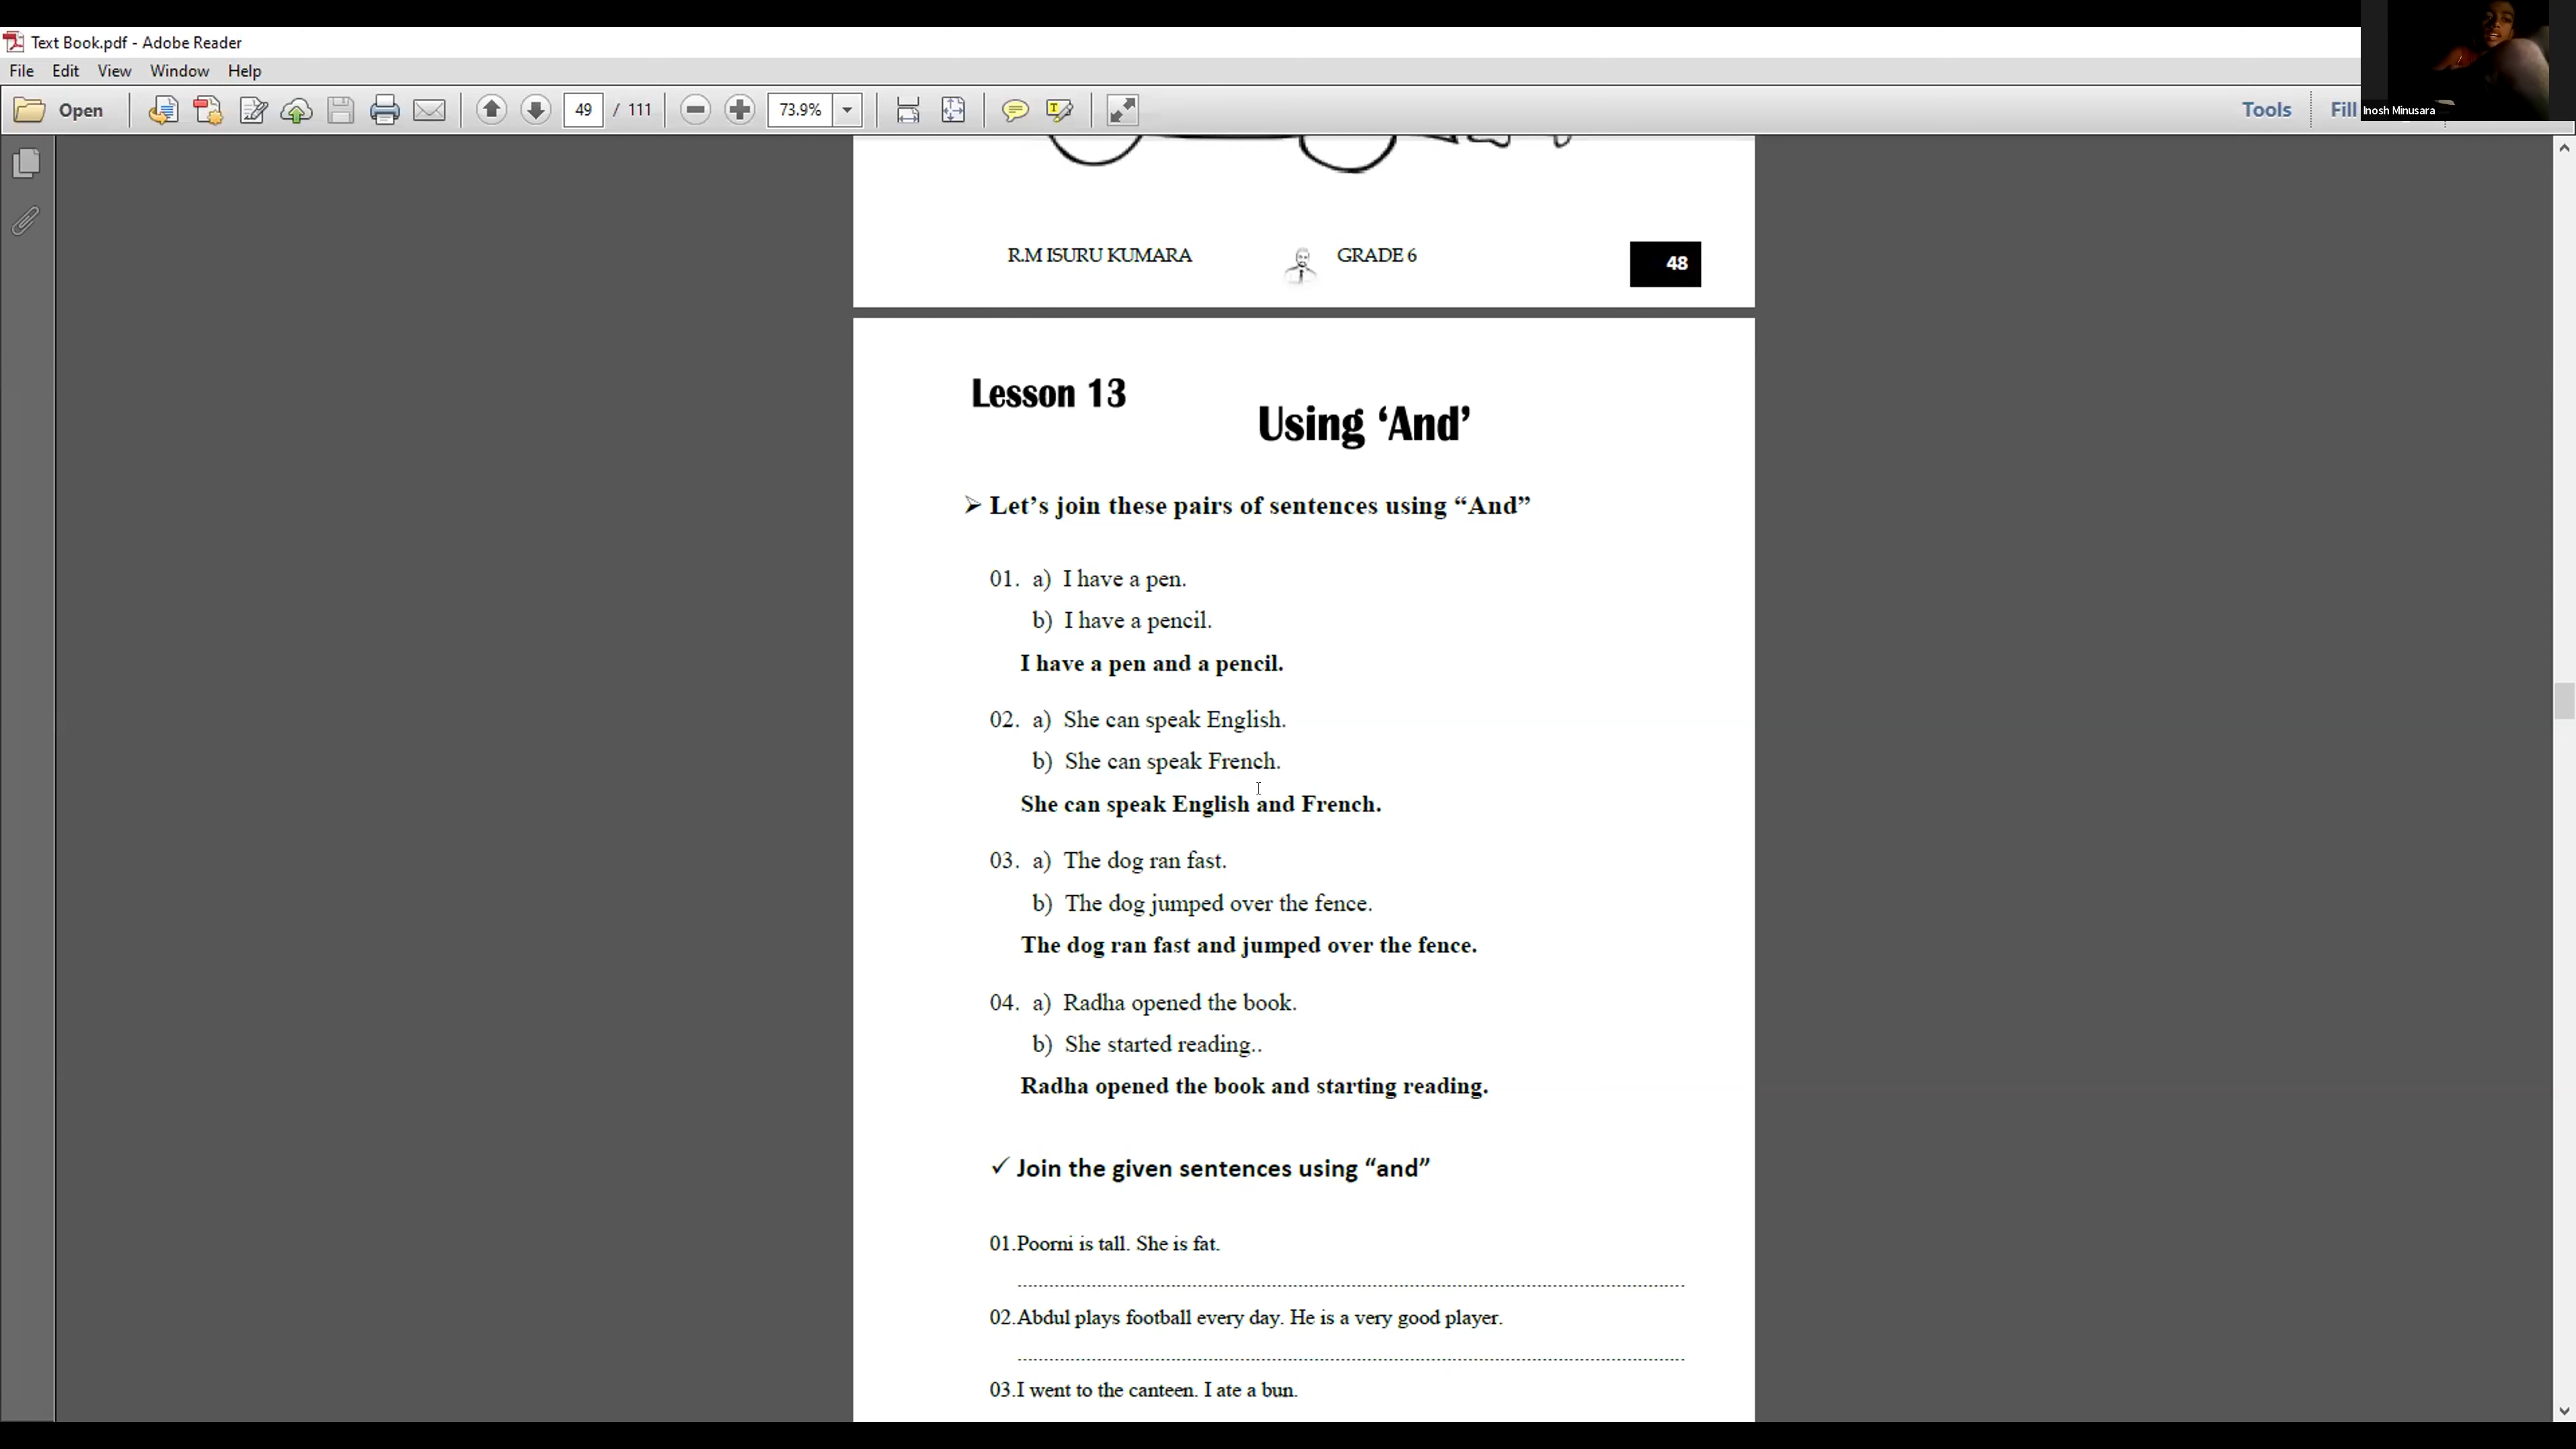 Text Book.pdf - Adobe Reader
File Edit View Window Help
Open 49 / 111 73.9% Tools Fill
Inosh Minusara
R.M ISURU KUMARA GRADE 6 48
Lesson 13
Using ‘And’
➢ Let’s join these pairs of sentences using “And”
01. a) I have a pen.
b) I have a pencil.
I have a pen and a pencil.
02. a) She can speak English.
b) She can speak French.
She can speak English and French.
03. a) The dog ran fast.
b) The dog jumped over the fence.
The dog ran fast and jumped over the fence.
04. a) Radha opened the book.
b) She started reading..
Radha opened the book and starting reading.
✓ Join the given sentences using “and”
01.Poorni is tall. She is fat.
02.Abdul plays football every day. He is a very good player.
03.I went to the canteen. I ate a bun.